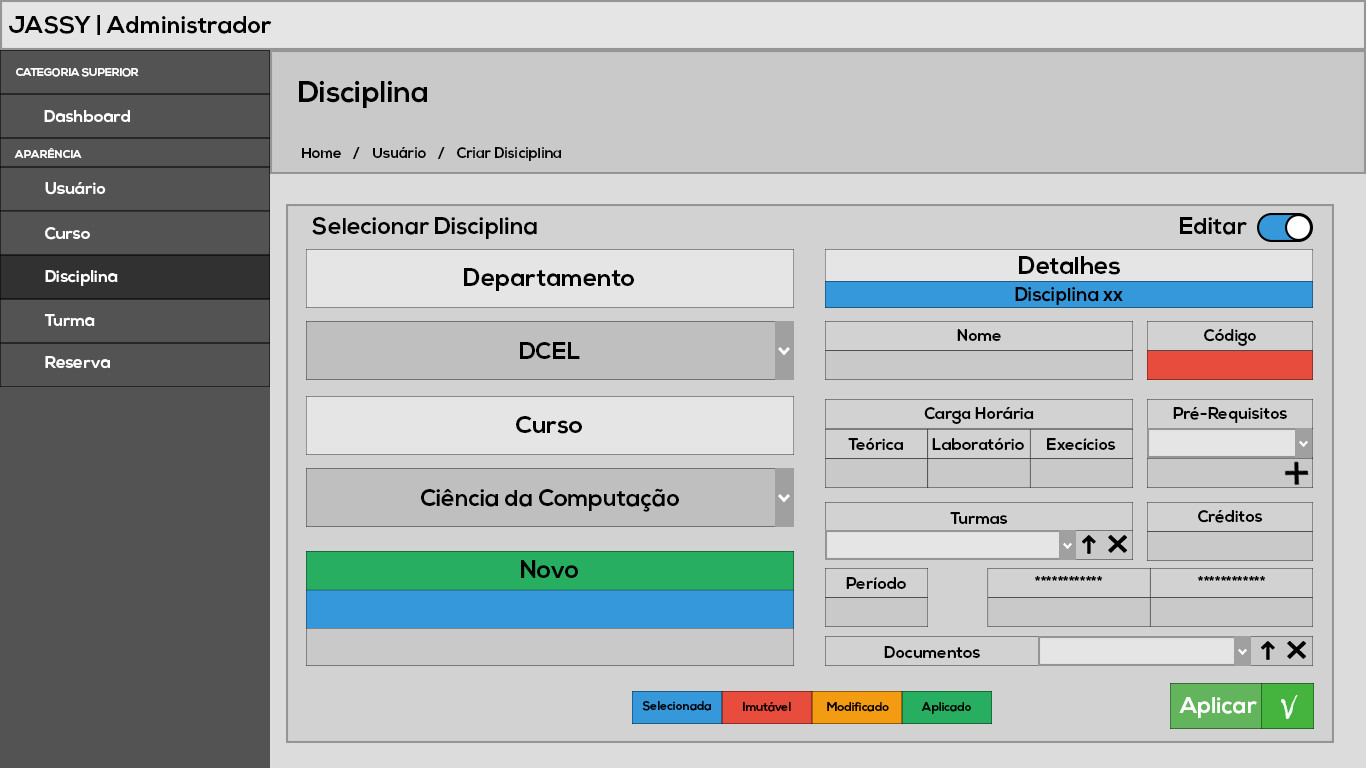 JASSY | Administrador
CATEGORIA SUPERIOR
Dashboard
APARÊNCIA
Usuário
Curso
Disciplina
Turma
Reserva
Disciplina
Home / Usuário / Criar Disiciplina
Selecionar Disciplina
Editar
Departamento
DCEL
Curso
Ciência da Computação
Novo
Detalhes
Disciplina xx
Nome
Código
Carga Horária
Pré-Requisitos
Teórica Laboratório Execícios
Turmas
Créditos
Período
************ ************
Documentos
Selecionada Imutável Modificado Aplicado
Aplicar √